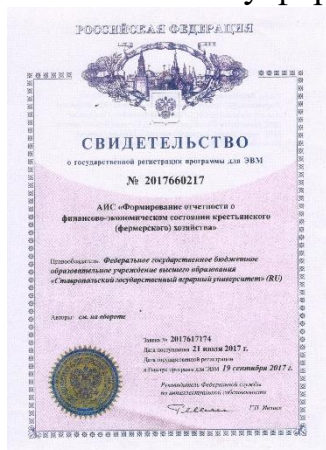 РОССИЙСКАЯ ФЕДЕРАЦИЯ
СВИДЕТЕЛЬСТВО
о государственной регистрации программы для ЭВМ
№ 2017660217
АИС «Формирование отчетности о
финансово-экономическом состоянии крестьянского
(фермерского) хозяйства»
Правообладатель: Федеральное государственное бюджетное
образовательное учреждение высшего образования
«Ставропольский государственный аграрный университет» (RU)
Авторы: см. на обороте
Заявка № 2017617174
Дата поступления 21 июля 2017 г.
Дата государственной регистрации
в Реестре программ для ЭВМ 19 сентября 2017 г.
Руководитель Федеральной службы
по интеллектуальной собственности
Г.П. Ивлиев